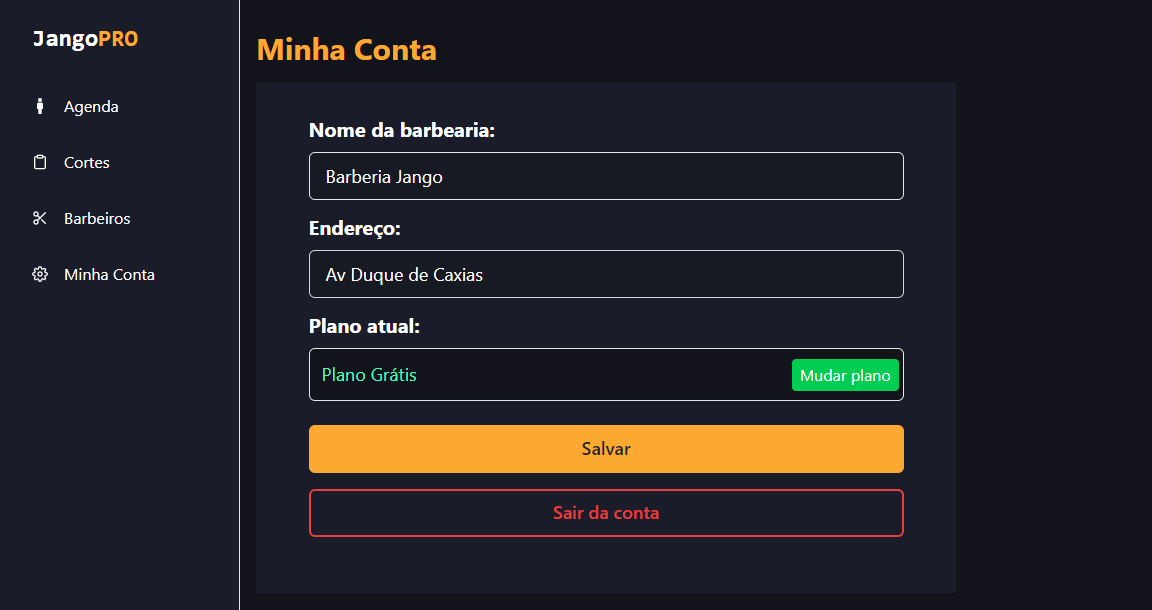 JangoPRO
Agenda
Cortes
Barbeiros
Minha Conta
Minha Conta
Nome da barbearia:
Barberia Jango
Endereço:
Av Duque de Caxias
Plano atual:
Plano Grátis
Mudar plano
Salvar
Sair da conta